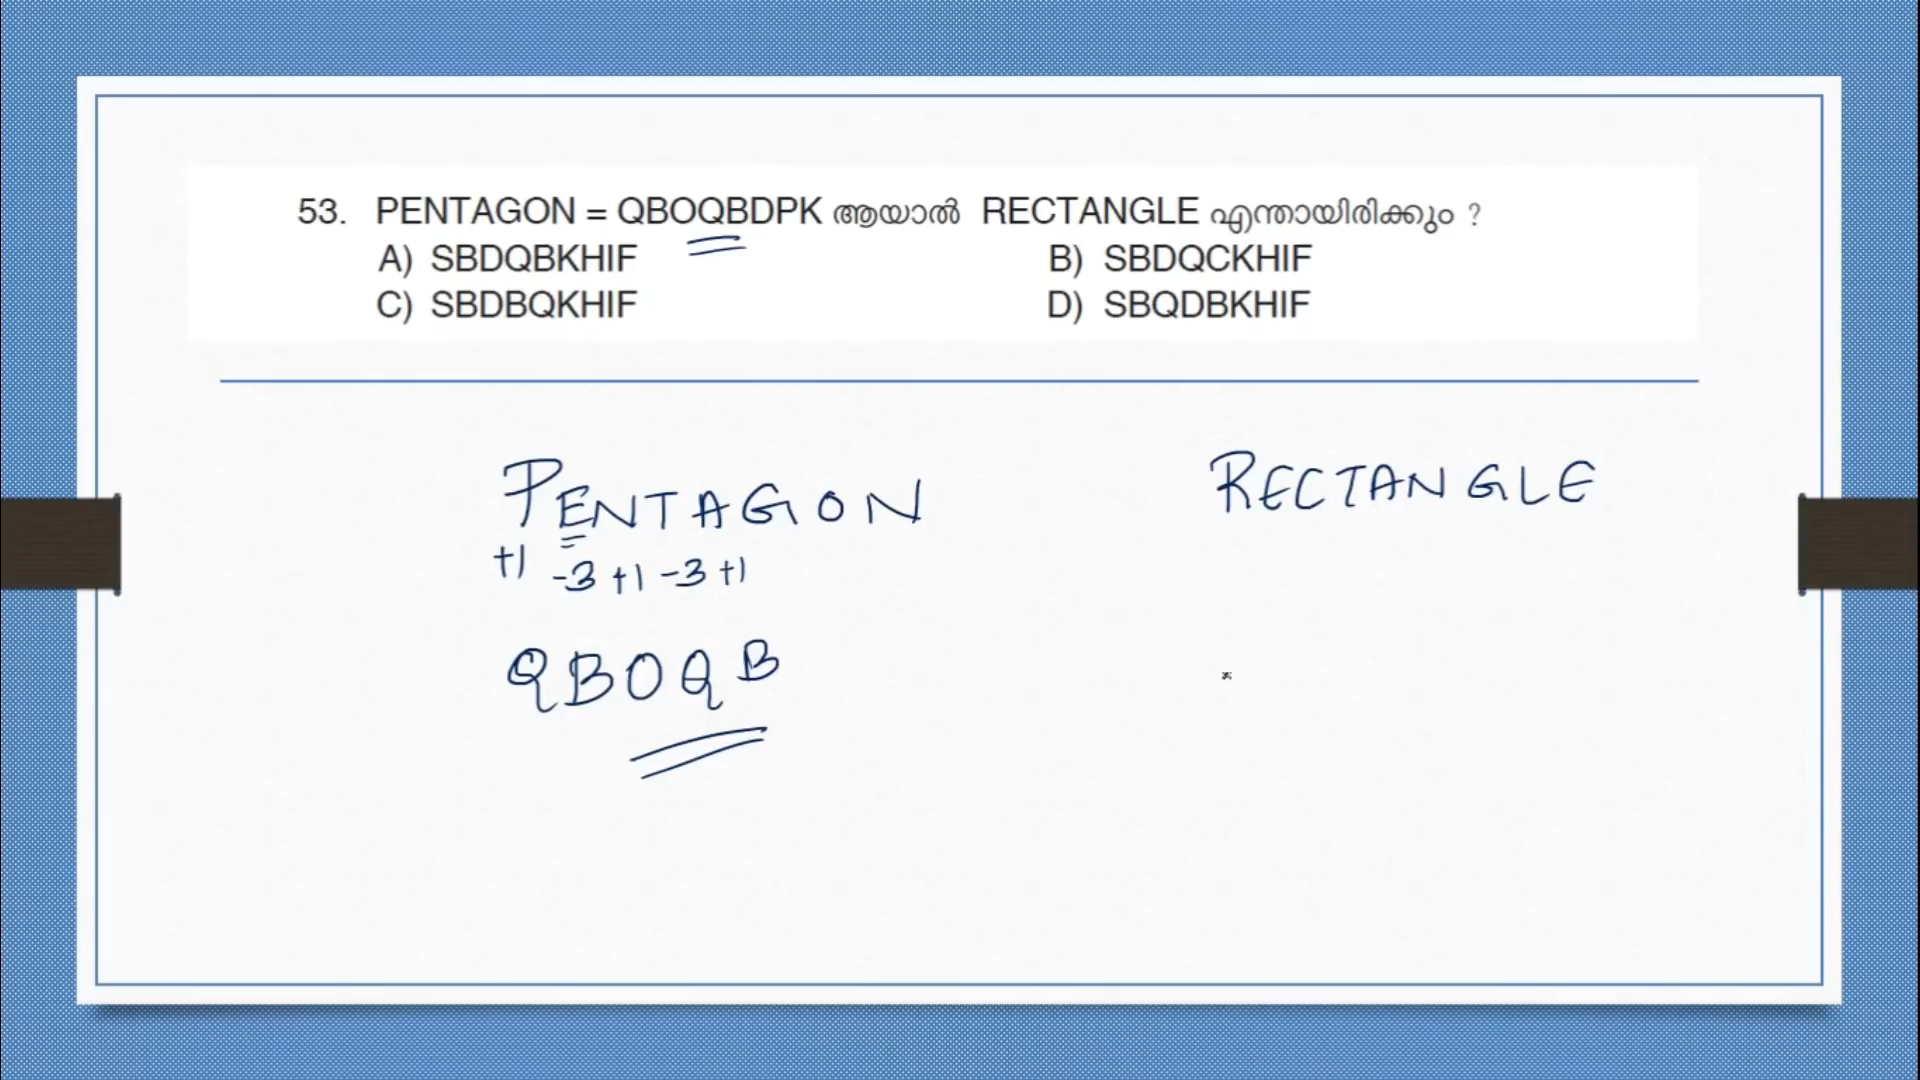 53. PENTAGON = QBOQBDPK ആയാൽ RECTANGLE എന്തായിരിക്കും ?
A) SBDQBKHIF B) SBDQCKHIF
C) SBDBQKHIF D) SBQDBKHIF
PENTAGON RECTANGLE
+1 -3 +1 -3 +1
QBOQB